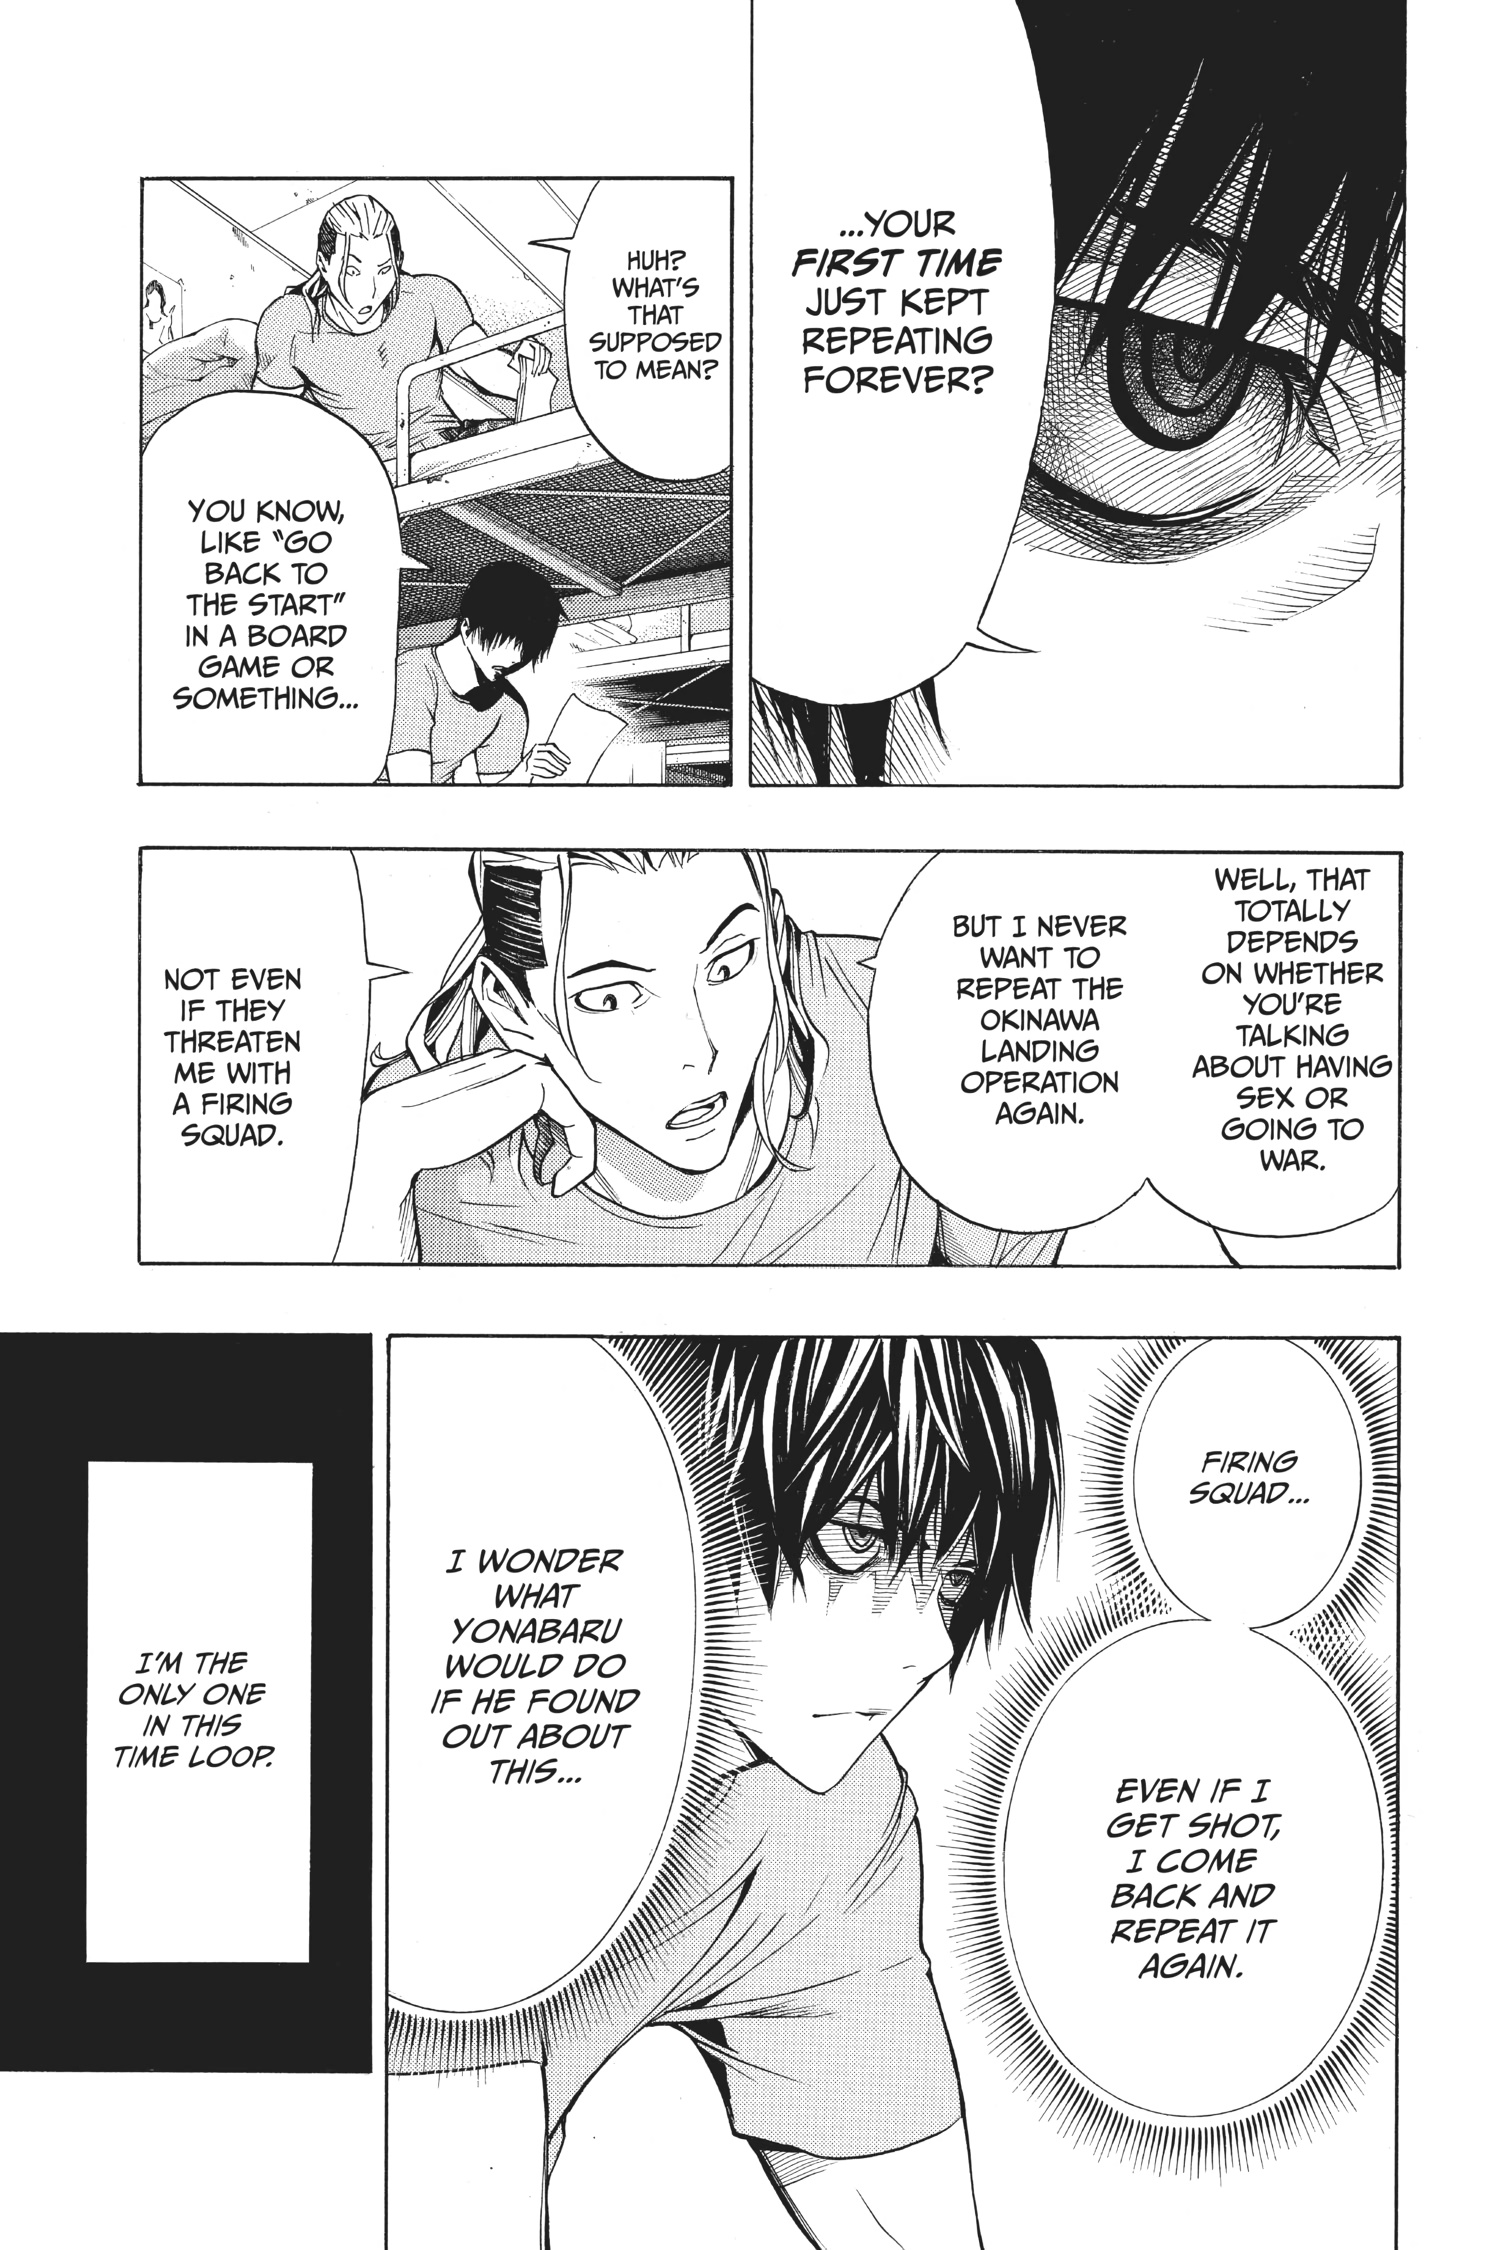 ...YOUR
FIRST TIME
JUST KEPT
REPEATING
FOREVER?
HUH?
WHAT'S
THAT
SUPPOSED
TO MEAN?
YOU KNOW,
LIKE "GO
BACK TO
THE START"
IN A BOARD
GAME OR
SOMETHING...
WELL, THAT
TOTALLY
DEPENDS
ON WHETHER
YOU'RE
TALKING
ABOUT HAVING
SEX OR
GOING TO
WAR.
BUT I NEVER
WANT TO
REPEAT THE
OKINAWA
LANDING
OPERATION
AGAIN.
NOT EVEN
IF THEY
THREATEN
ME WITH
A FIRING
SQUAD.
FIRING
SQUAD...
EVEN IF I
GET SHOT,
I COME
BACK AND
REPEAT IT
AGAIN.
I WONDER
WHAT
YONABARU
WOULD DO
IF HE FOUND
OUT ABOUT
THIS...
I'M THE
ONLY ONE
IN THIS
TIME LOOP.